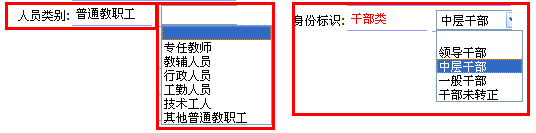 人员类别: 普通教职工
专任教师
教辅人员
行政人员
工勤人员
技术工人
其他普通教职工
身份标识: 干部类 中层干部
领导干部
中层干部
一般干部
干部未转正